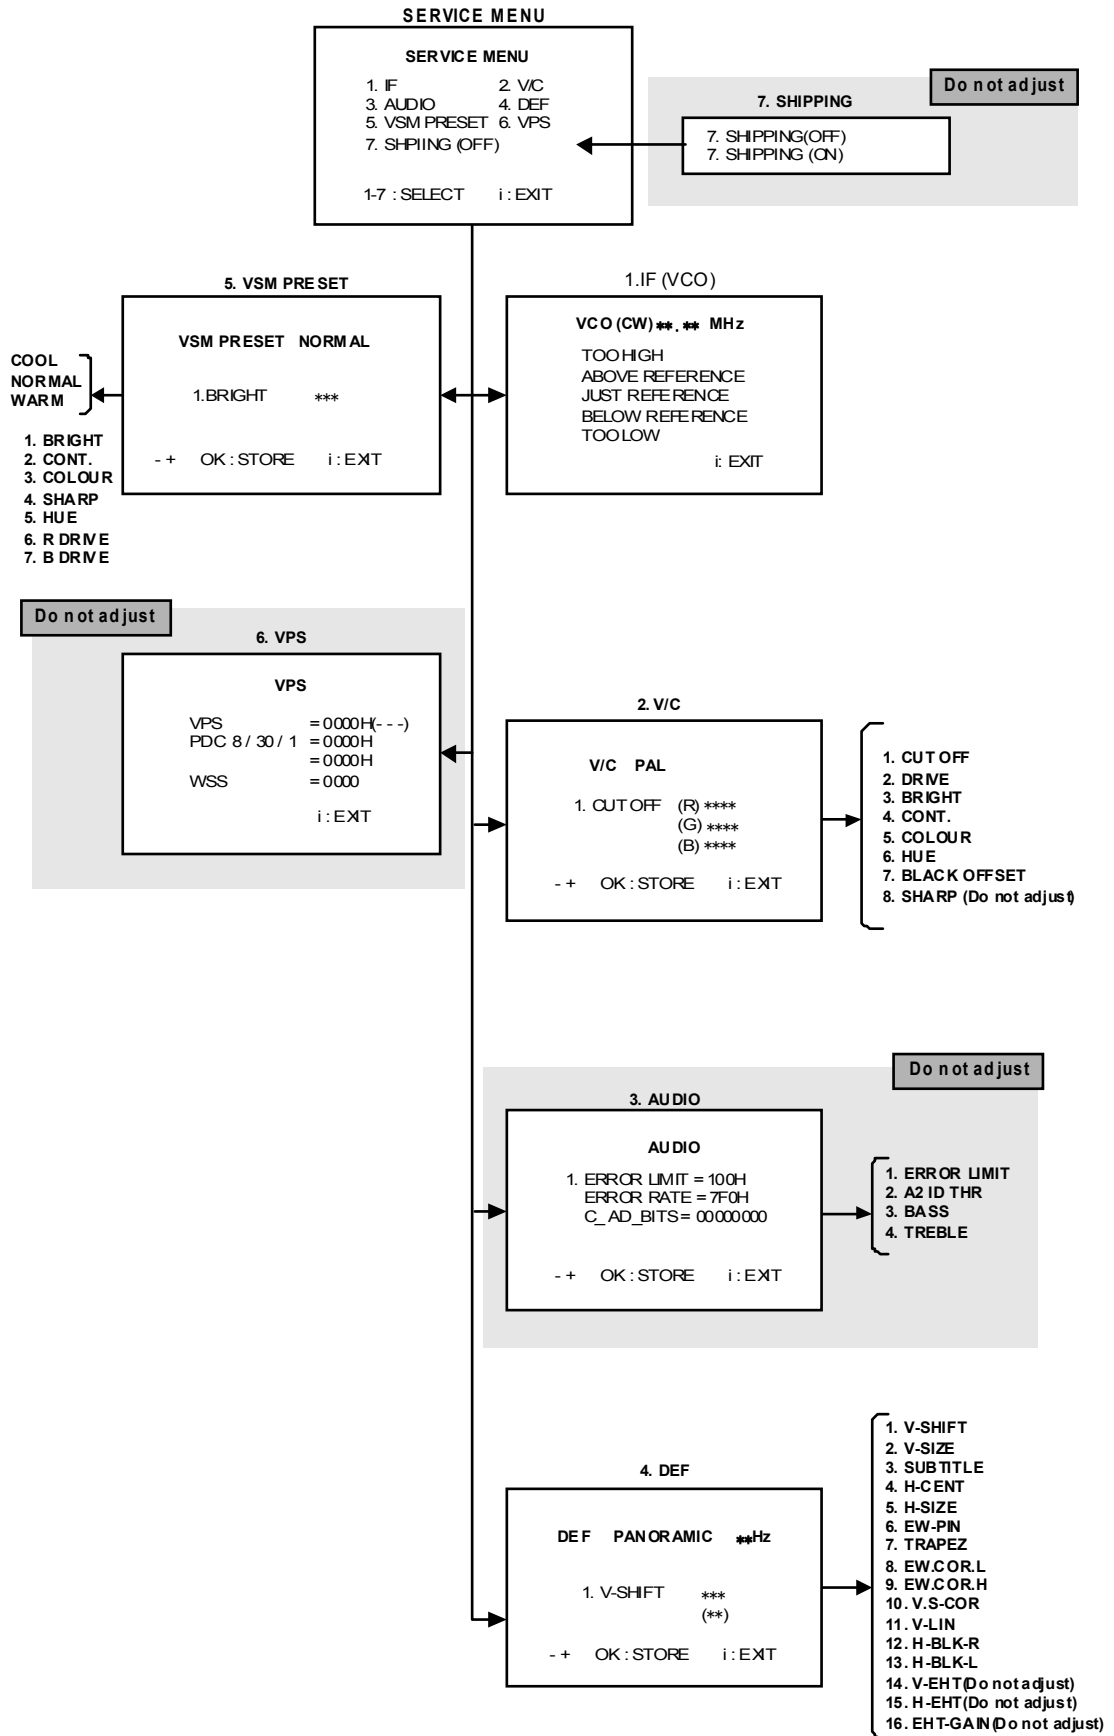 SERVICE MENU
SERVICE MENU
1. IF 2. V/C
3. AUDIO 4. DEF
5. VSM PRESET 6. VPS
7. SHPIING (OFF)
1-7 : SELECT i : EXIT
Do not adjust
7. SHIPPING
7. SHIPPING(OFF)
7. SHIPPING (ON)
5. VSM PRESET
VSM PRESET NORMAL
1.BRIGHT ***
- + OK : STORE i : EXIT
COOL
NORMAL
WARM
1. BRIGHT
2. CONT.
3. COLOUR
4. SHARP
5. HUE
6. R DRIVE
7. B DRIVE
1.IF (VCO)
VCO (CW) **.** MHz
TOO HIGH
ABOVE REFERENCE
JUST REFERENCE
BELOW REFERENCE
TOO LOW
i: EXIT
Do not adjust
6. VPS
VPS
VPS = 0000H(- - -)
PDC 8 / 30 / 1 = 0000H
= 0000H
WSS = 0000
i : EXIT
2. V/C
V/C PAL
1. CUT OFF (R) ****
(G) ****
(B) ****
- + OK : STORE i : EXIT
1. CUT OFF
2. DRIVE
3. BRIGHT
4. CONT.
5. COLOUR
6. HUE
7. BLACK OFFSET
8. SHARP (Do not adjust)
Do not adjust
3. AUDIO
AUDIO
1. ERROR LIMIT = 100H
ERROR RATE = 7F0H
C_AD_BITS = 00000000
- + OK : STORE i : EXIT
1. ERROR LIMIT
2. A2 ID THR
3. BASS
4. TREBLE
4. DEF
DEF PANORAMIC **Hz
1. V-SHIFT ***
(**)
- + OK : STORE i : EXIT
1. V-SHIFT
2. V-SIZE
3. SUBTITLE
4. H-CENT
5. H-SIZE
6. EW-PIN
7. TRAPEZ
8. EW.COR.L
9. EW.COR.H
10. V.S-COR
11. V-LIN
12. H-BLK-R
13. H-BLK-L
14. V-EHT(Do not adjust)
15. H-EHT(Do not adjust)
16. EHT-GAIN(Do not adjust)